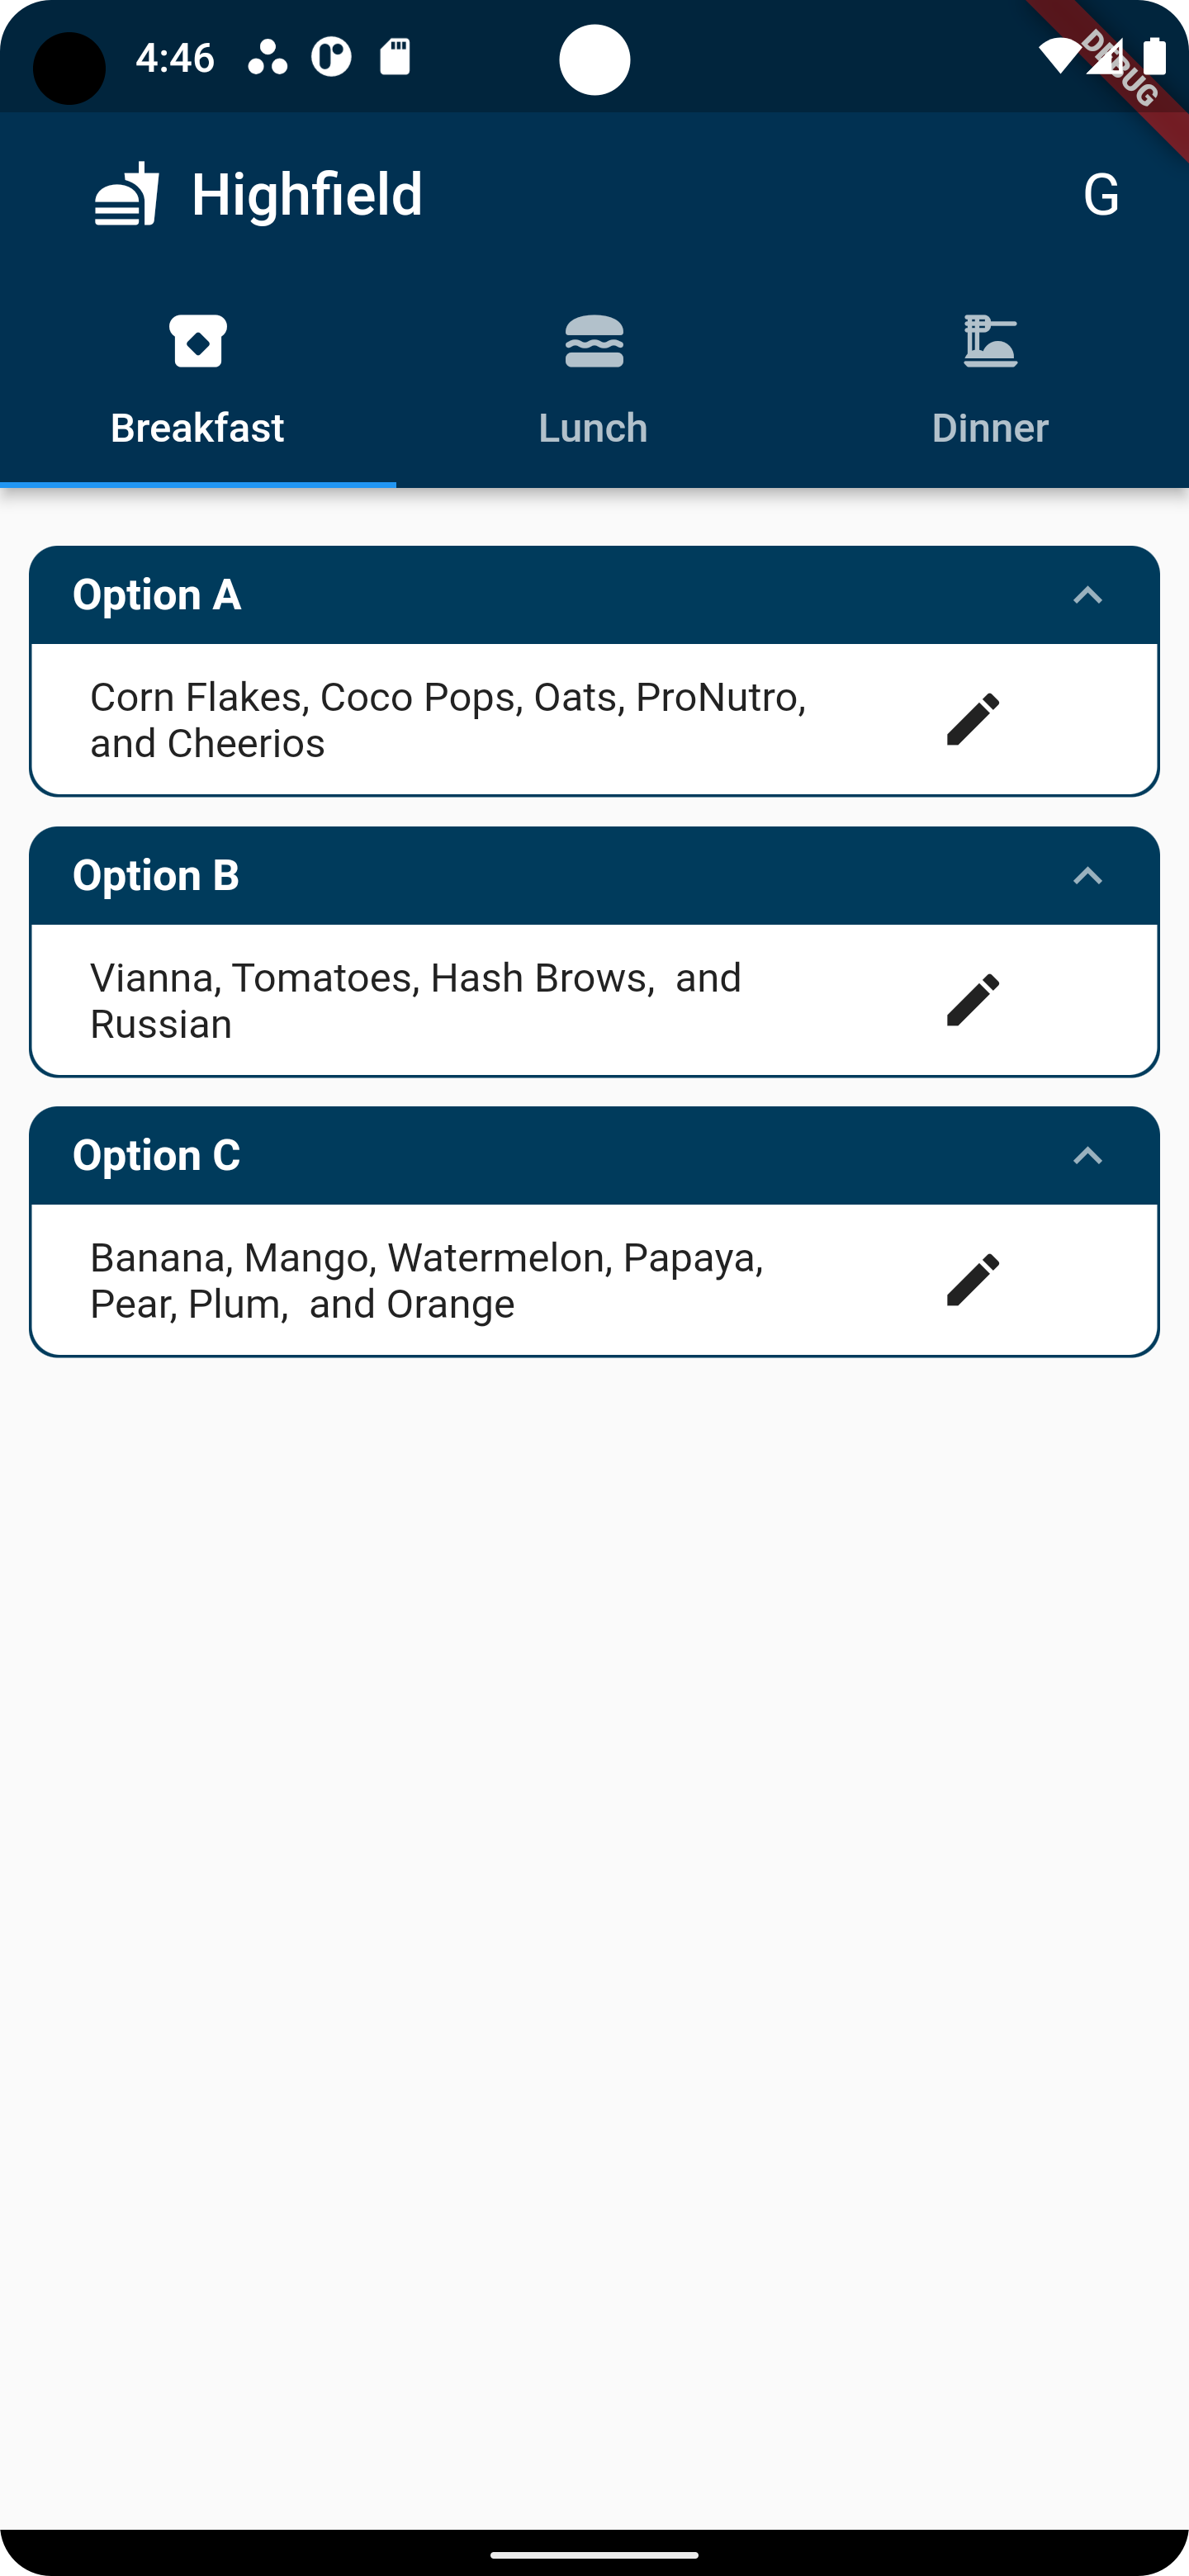 4:46
DEBUG
Highfield
G
Breakfast
Lunch
Dinner
Option A
Corn Flakes, Coco Pops, Oats, ProNutro,
and Cheerios
Option B
Vianna, Tomatoes, Hash Brows,  and
Russian
Option C
Banana, Mango, Watermelon, Papaya,
Pear, Plum,  and Orange